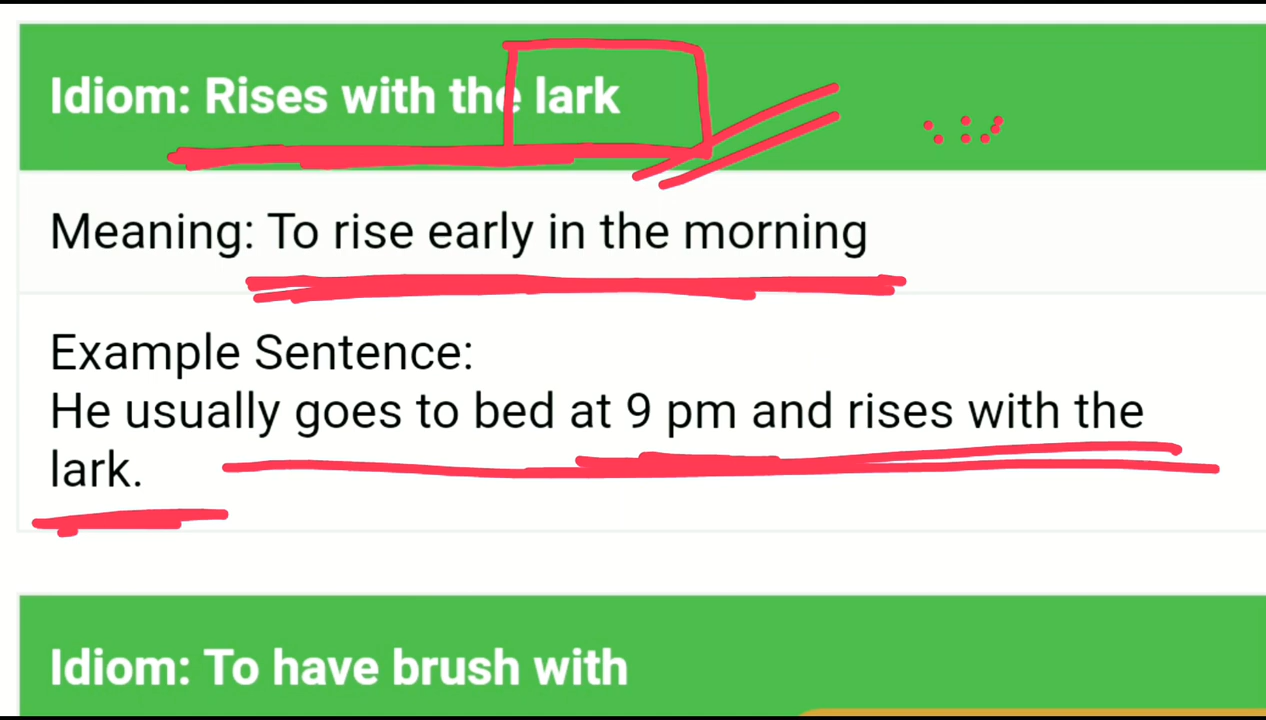 Idiom: Rises with the lark
Meaning: To rise early in the morning
Example Sentence:
He usually goes to bed at 9 pm and rises with the
lark.
Idiom: To have brush with